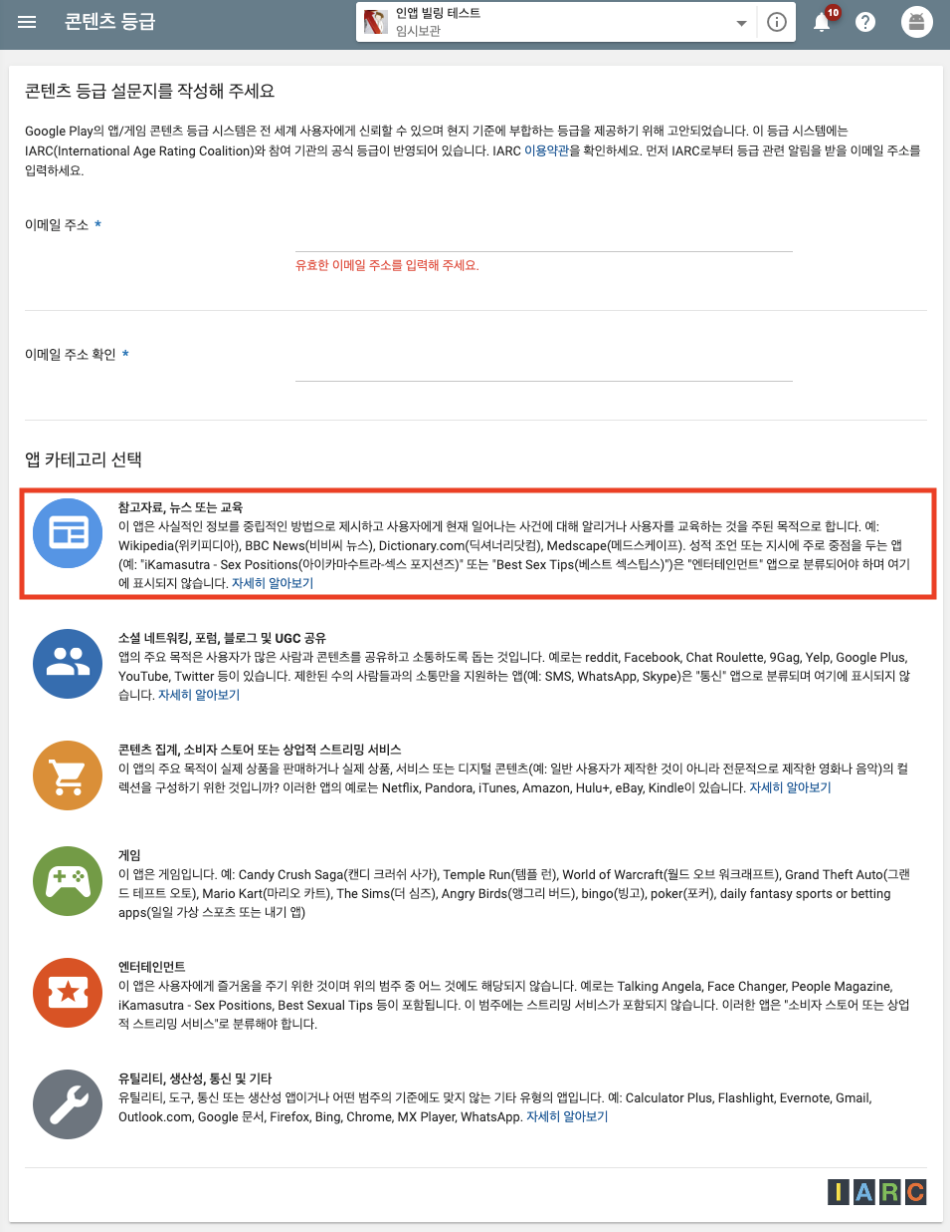 콘텐츠 등급
인앱 빌링 테스트
임시보관
10
콘텐츠 등급 설문지를 작성해 주세요
Google Play의 앱/게임 콘텐츠 등급 시스템은 전 세계 사용자에게 신뢰할 수 있으며 현지 기준에 부합하는 등급을 제공하기 위해 고안되었습니다. 이 등급 시스템에는
IARC(International Age Rating Coalition)와 참여 기관의 공식 등급이 반영되어 있습니다. IARC 이용약관을 확인하세요. 먼저 IARC로부터 등급 관련 알림을 받을 이메일 주소를
입력하세요.
이메일 주소 *
유효한 이메일 주소를 입력해 주세요.
이메일 주소 확인 *
앱 카테고리 선택
참고자료, 뉴스 또는 교육
이 앱은 사실적인 정보를 중립적인 방법으로 제시하고 사용자에게 현재 일어나는 사건에 대해 알리거나 사용자를 교육하는 것을 주된 목적으로 합니다. 예:
Wikipedia(위키피디아), BBC News(비비씨 뉴스), Dictionary.com(딕셔너리닷컴), Medscape(메드스케이프). 성적 조언 또는 지시에 주로 중점을 두는 앱
(예: "iKamasutra - Sex Positions(아이카마수트라-섹스 포지션즈)" 또는 "Best Sex Tips(베스트 섹스팁스)")은 "엔터테인먼트" 앱으로 분류되어야 하며 여기
에 표시되지 않습니다. 자세히 알아보기
소셜 네트워킹, 포럼, 블로그 및 UGC 공유
앱의 주요 목적은 사용자가 많은 사람과 콘텐츠를 공유하고 소통하도록 돕는 것입니다. 예로는 reddit, Facebook, Chat Roulette, 9Gag, Yelp, Google Plus,
YouTube, Twitter 등이 있습니다. 제한된 수의 사람들과의 소통만을 지원하는 앱(예: SMS, WhatsApp, Skype)은 "통신" 앱으로 분류되며 여기에 표시되지 않
습니다. 자세히 알아보기
콘텐츠 집계, 소비자 스토어 또는 상업적 스트리밍 서비스
이 앱의 주요 목적이 실제 상품을 판매하거나 실제 상품, 서비스 또는 디지털 콘텐츠(예: 일반 사용자가 제작한 것이 아니라 전문적으로 제작한 영화나 음악)의 컬
렉션을 구성하기 위한 것입니까? 이러한 앱의 예로는 Netflix, Pandora, iTunes, Amazon, Hulu+, eBay, Kindle이 있습니다. 자세히 알아보기
게임
이 앱은 게임입니다. 예: Candy Crush Saga(캔디 크러쉬 사가), Temple Run(템플 런), World of Warcraft(월드 오브 워크래프트), Grand Theft Auto(그랜
드 테프트 오토), Mario Kart(마리오 카트), The Sims(더 심즈), Angry Birds(앵그리 버드), bingo(빙고), poker(포커), daily fantasy sports or betting
apps(일일 가상 스포츠 또는 내기 앱)
엔터테인먼트
이 앱은 사용자에게 즐거움을 주기 위한 것이며 위의 범주 중 어느 것에도 해당되지 않습니다. 예로는 Talking Angela, Face Changer, People Magazine,
iKamasutra - Sex Positions, Best Sexual Tips 등이 포함됩니다. 이 범주에는 스트리밍 서비스가 포함되지 않습니다. 이러한 앱은 "소비자 스토어 또는 상업
적 스트리밍 서비스"로 분류해야 합니다.
유틸리티, 생산성, 통신 및 기타
유틸리티, 도구, 통신 또는 생산성 앱이거나 어떤 범주의 기준에도 맞지 않는 기타 유형의 앱입니다. 예: Calculator Plus, Flashlight, Evernote, Gmail,
Outlook.com, Google 문서, Firefox, Bing, Chrome, MX Player, WhatsApp. 자세히 알아보기
IARC